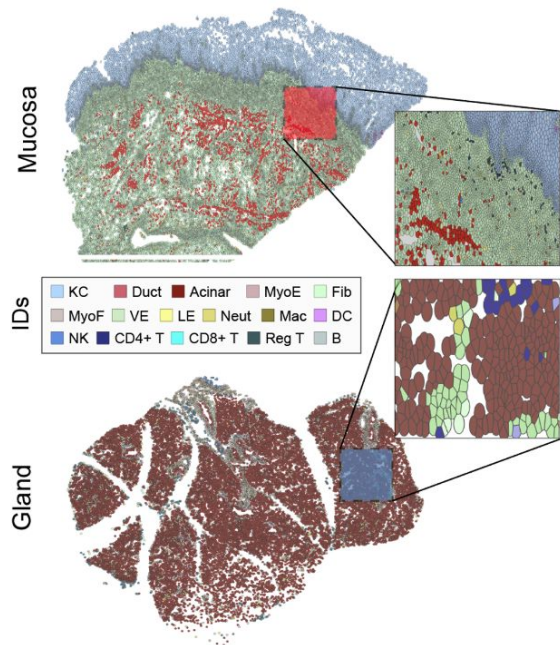 Mucosa
IDs
KC Duct Acinar MyoE Fib
MyoF VE LE Neut Mac DC
NK CD4+ T CD8+ T Reg T B
Gland